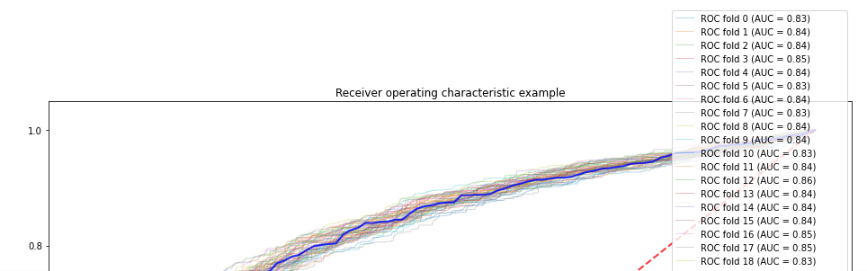 ROC fold 0 (AUC = 0.83)
ROC fold 1 (AUC = 0.84)
ROC fold 2 (AUC = 0.84)
ROC fold 3 (AUC = 0.85)
ROC fold 4 (AUC = 0.84)
ROC fold 5 (AUC = 0.83)
Receiver operating characteristic example
ROC fold 6 (AUC = 0.84)
ROC fold 7 (AUC = 0.83)
1.0
ROC fold 8 (AUC = 0.84)
ROC fold 9 (AUC = 0.84)
ROC fold 10 (AUC = 0.83)
ROC fold 11 (AUC = 0.84)
ROC fold 12 (AUC = 0.86)
ROC fold 13 (AUC = 0.84)
ROC fold 14 (AUC = 0.84)
ROC fold 15 (AUC = 0.84)
ROC fold 16 (AUC = 0.85)
0.8
ROC fold 17 (AUC = 0.85)
ROC fold 18 (AUC = 0.83)